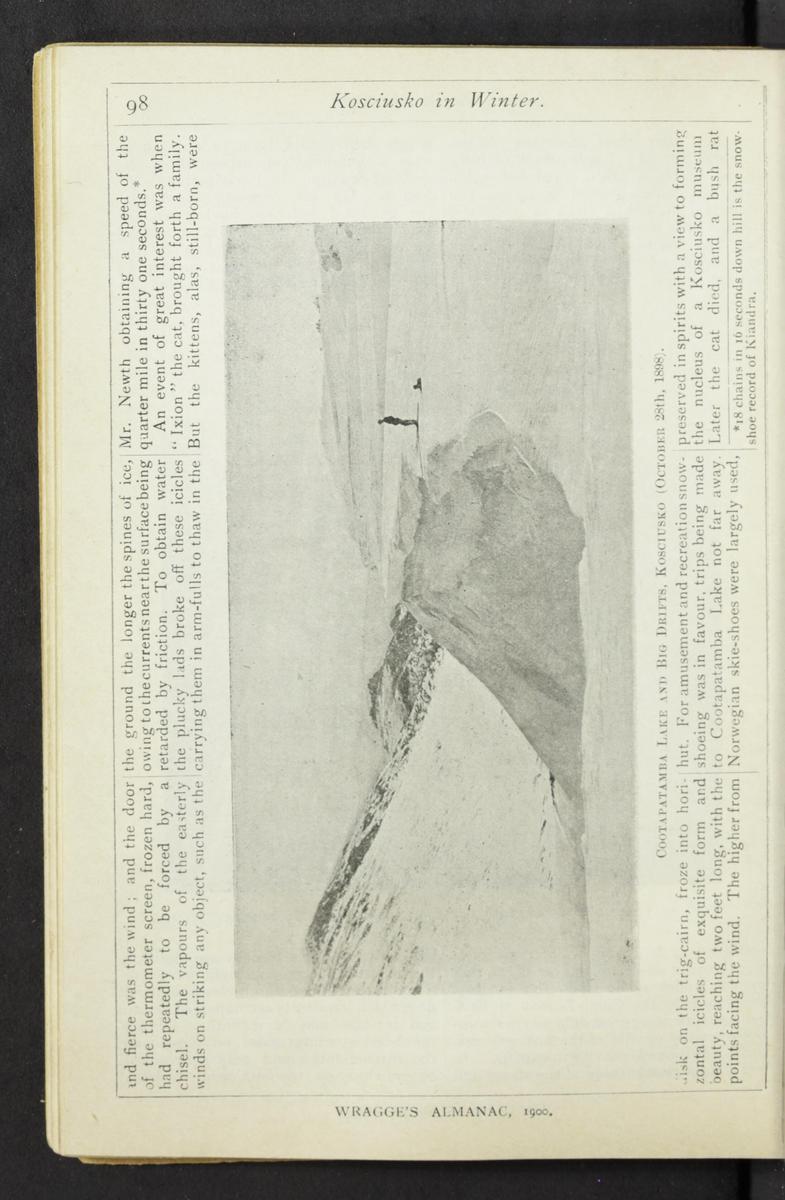 98
Kosciusko in Winter.
and fierce was the wind; and the door
of the thermometer screen, frozen hard,
had repeatedly to be forced by a
chisel. The vapours of the easterly
winds on striking any object, such as the
disk on the trig-cairn, froze into hori-
zontal icicles of exquisite form and
beauty, reaching two feet long, with the
points facing the wind. The higher from
the ground the longer the spines of ice,
owing to the currents near the surface being
retarded by friction. To obtain water
the plucky lads broke off these icicles
carrying them in arm-fulls to thaw in the
hut. For amusement and recreation snow-
shoeing was in favour, trips being made
to Cootapatamba Lake not far away.
Norwegian skie-shoes were largely used,
Mr. Newth obtaining a speed of the
quarter mile in thirty one seconds.*
An event of great interest was when
"Ixion" the cat, brought forth a family.
But the kittens, alas, still-born, were
preserved in spirits with a view to forming
the nucleus of a Kosciusko museum
Later the cat died, and a bush rat
*18 chains in 16 seconds down hill is the snow-
shoe record of Kiandra.
COOTAPATAMBA LAKE AND BIG DRIFTS, KOSCIUSKO (OCTOBER 28th, 1898).
WRAGGE'S ALMANAC, 1900.